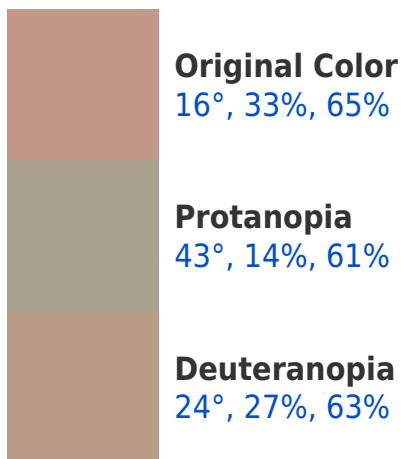 Original Color
16°, 33%, 65%
Protanopia
43°, 14%, 61%
Deuteranopia
24°, 27%, 63%